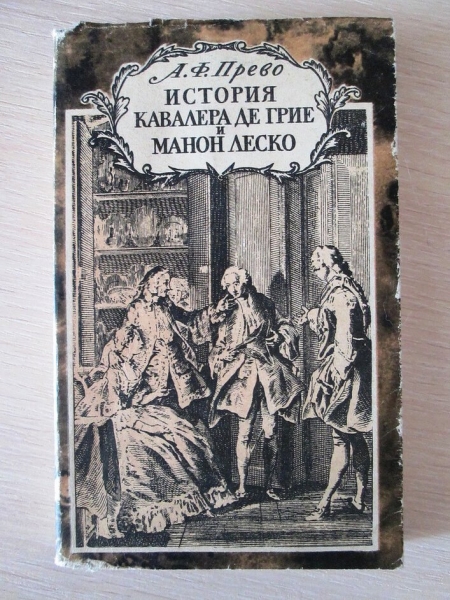 А.Ф.Прево
ИСТОРИЯ
КАВАЛЕРА ДЕ ГРИЕ
И
МАНОН ЛЕСКО